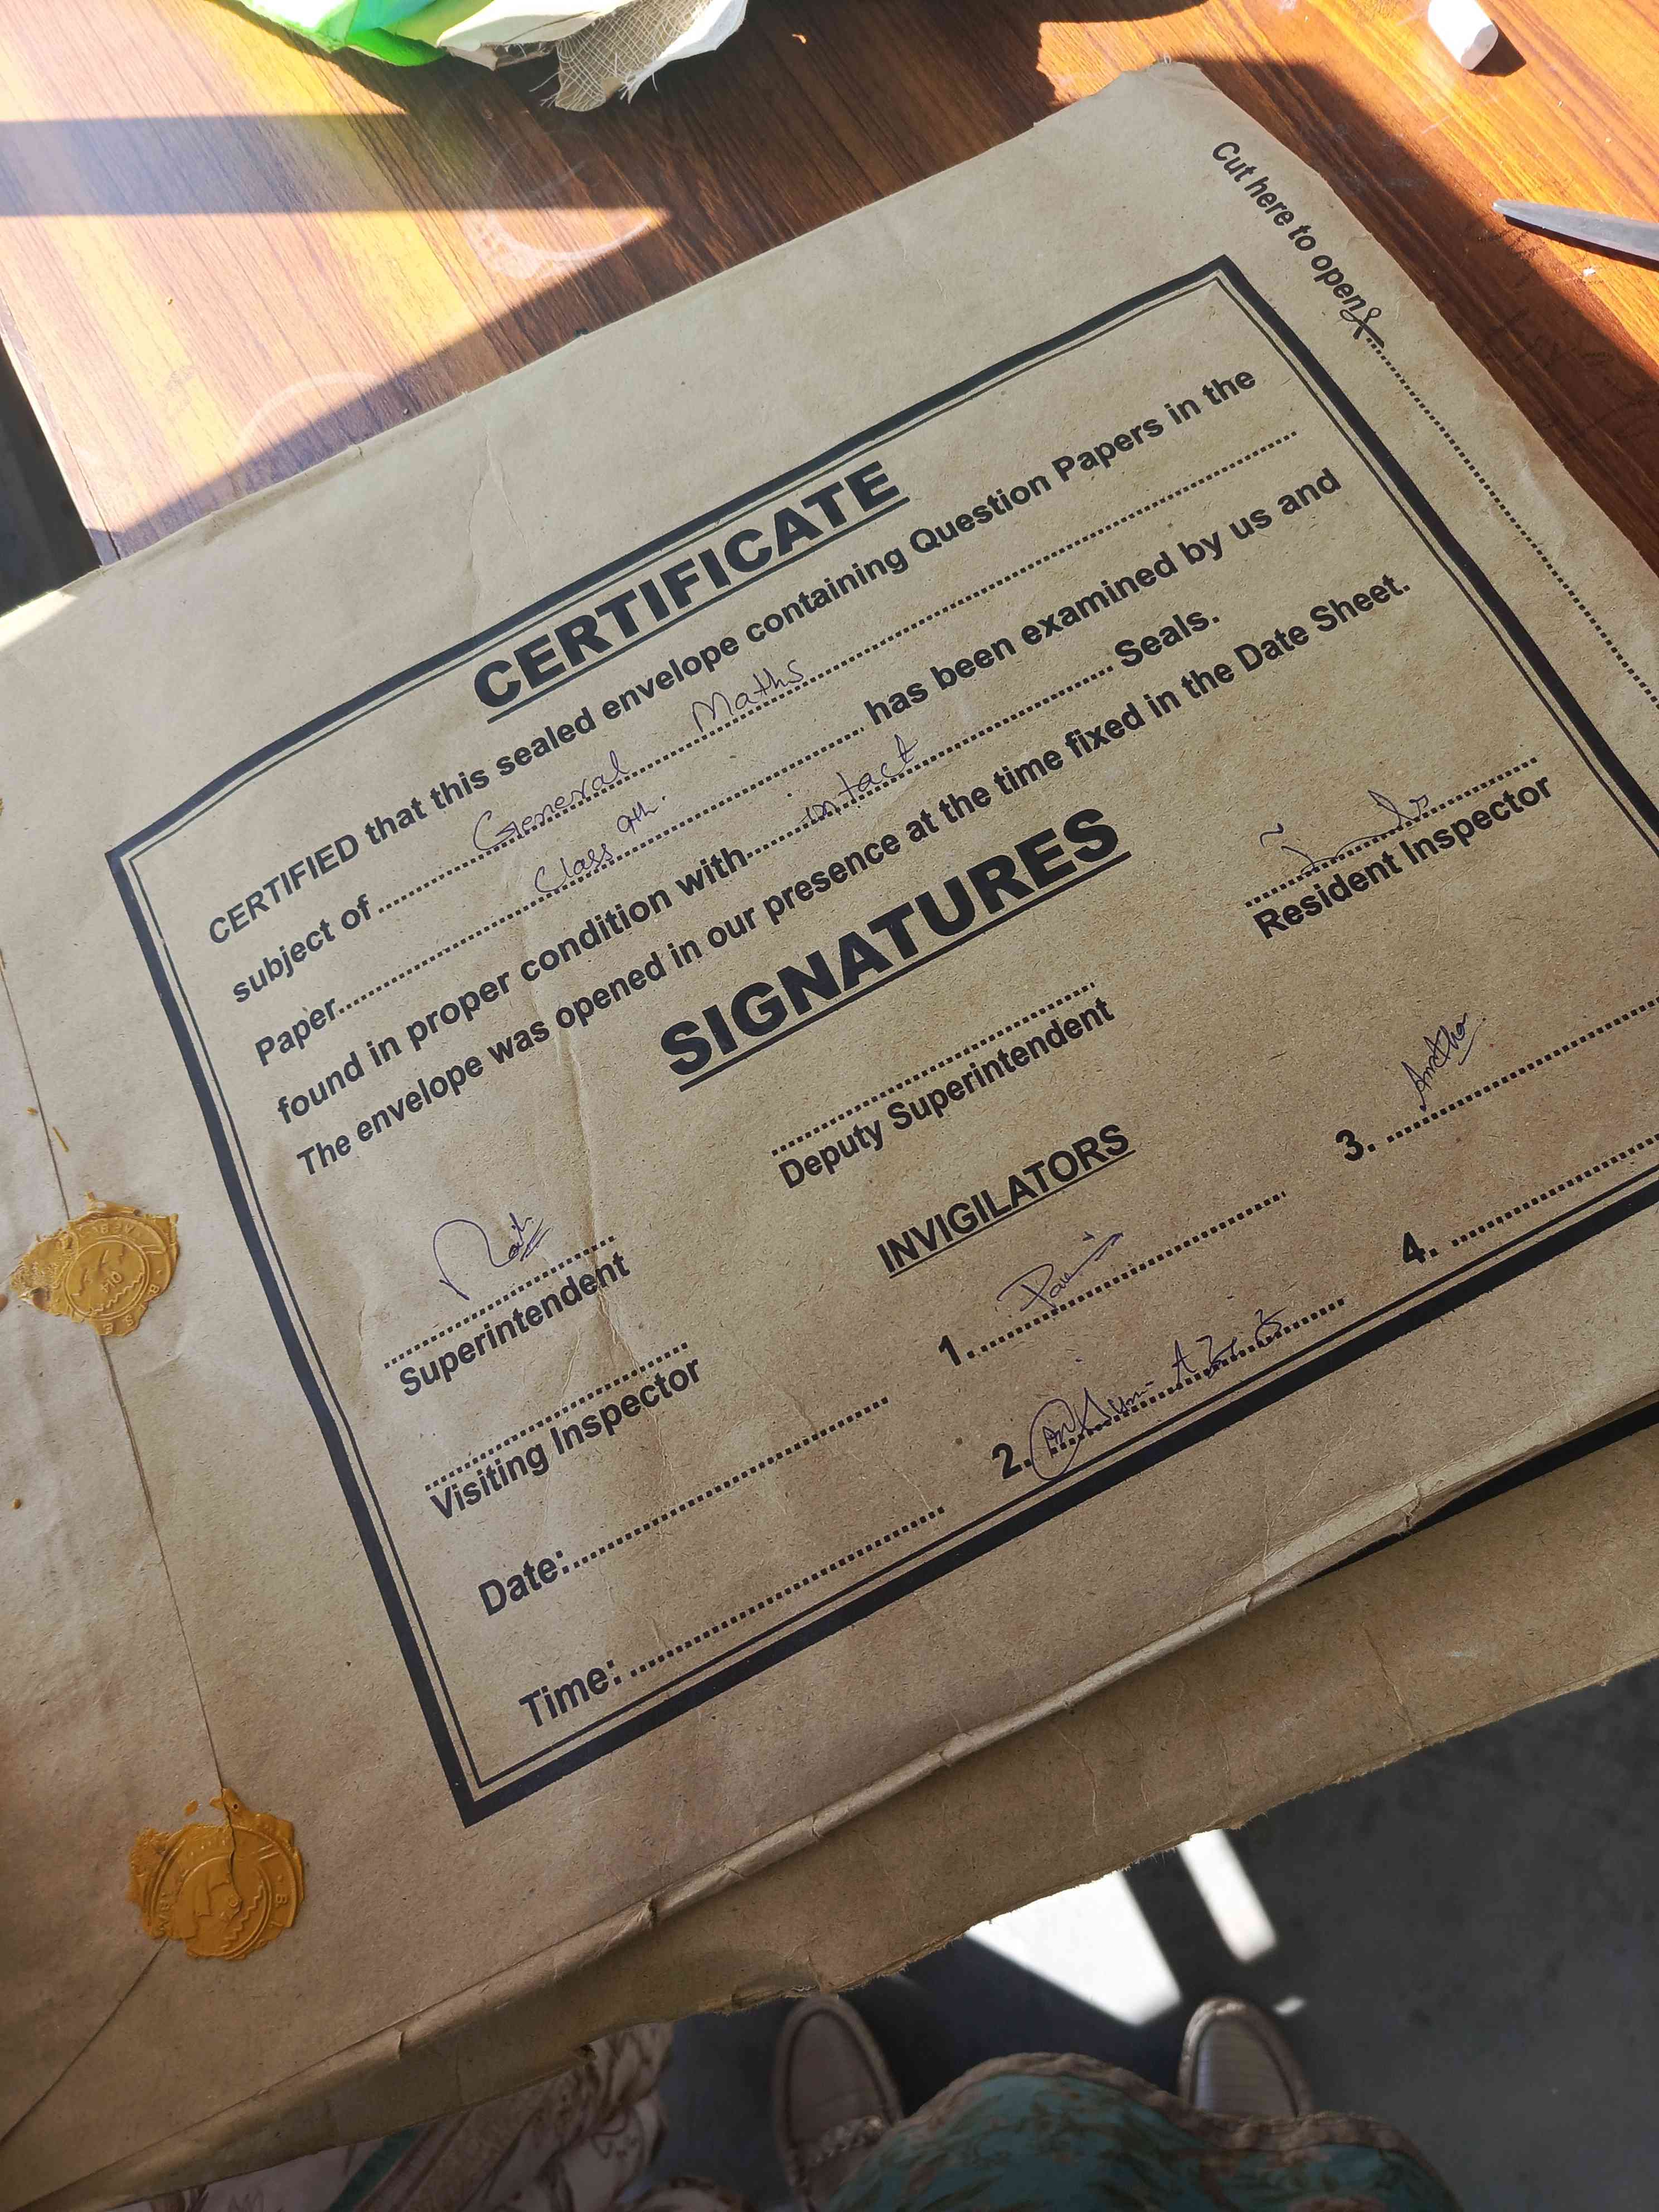 Cut here to open
CERTIFICATE
CERTIFIED that this sealed envelope containing Question Papers in the
subject of General Maths
Paper Class 9th. has been examined by us and
found in proper condition with intact Seals.
The envelope was opened in our presence at the time fixed in the Date Sheet.
SIGNATURES
Superintendent
Deputy Superintendent
Resident Inspector
Visiting Inspector
INVIGILATORS
Date:
1.
3.
Time:
2.
4.